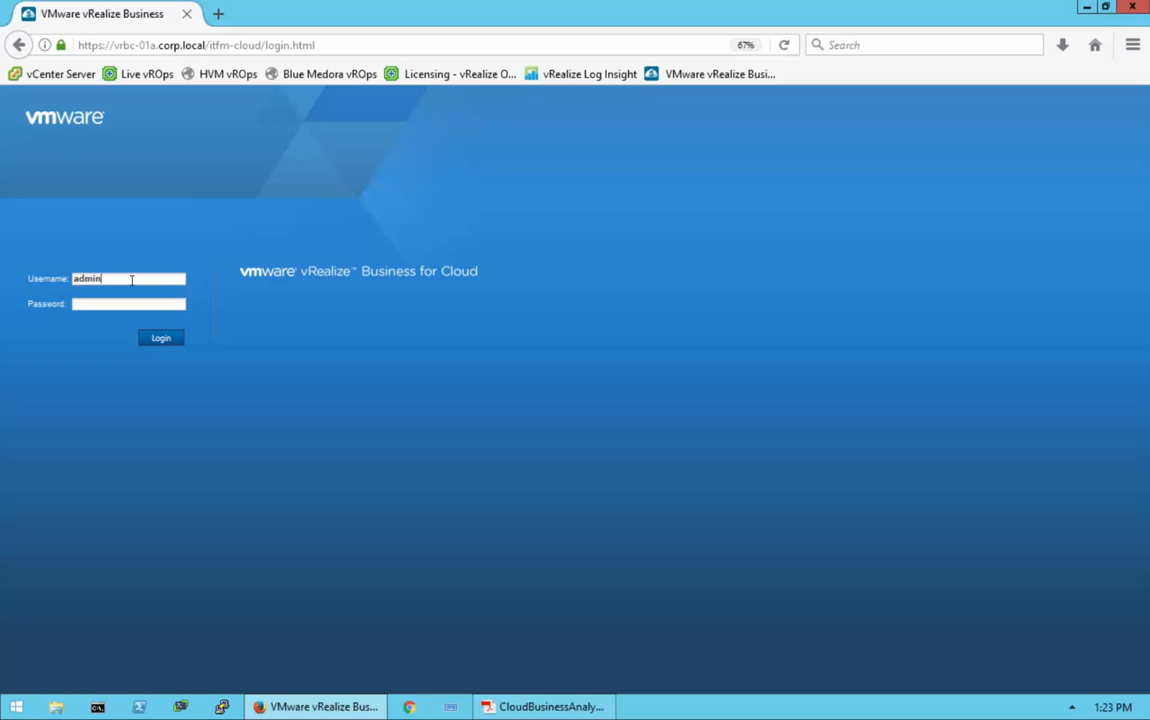 VMware vRealize Business
https://vrbc-01a.corp.local/itfm-cloud/login.html
67%
Search
vCenter Server
Live vROps
HVM vROps
Blue Medora vROps
Licensing - vRealize O...
vRealize Log Insight
VMware vRealize Busi...
vmware
Username: admin
vmware vRealize™ Business for Cloud
Password:
Login
VMware vRealize Bus...
CloudBusinessAnaly...
1:23 PM